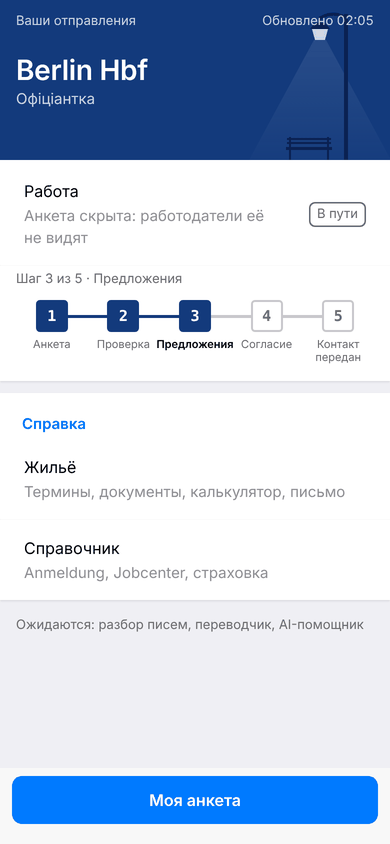 Ваши отправления
Обновлено 02:05
Berlin Hbf
Офіціантка
Работа
Анкета скрыта: работодатели её
не видят
В пути
Шаг 3 из 5 · Предложения
1 2 3 4 5
Анкета Проверка Предложения Согласие Контакт
передан
Справка
Жильё
Термины, документы, калькулятор, письмо
Справочник
Anmeldung, Jobcenter, страховка
Ожидаются: разбор писем, переводчик, AI-помощник
Моя анкета